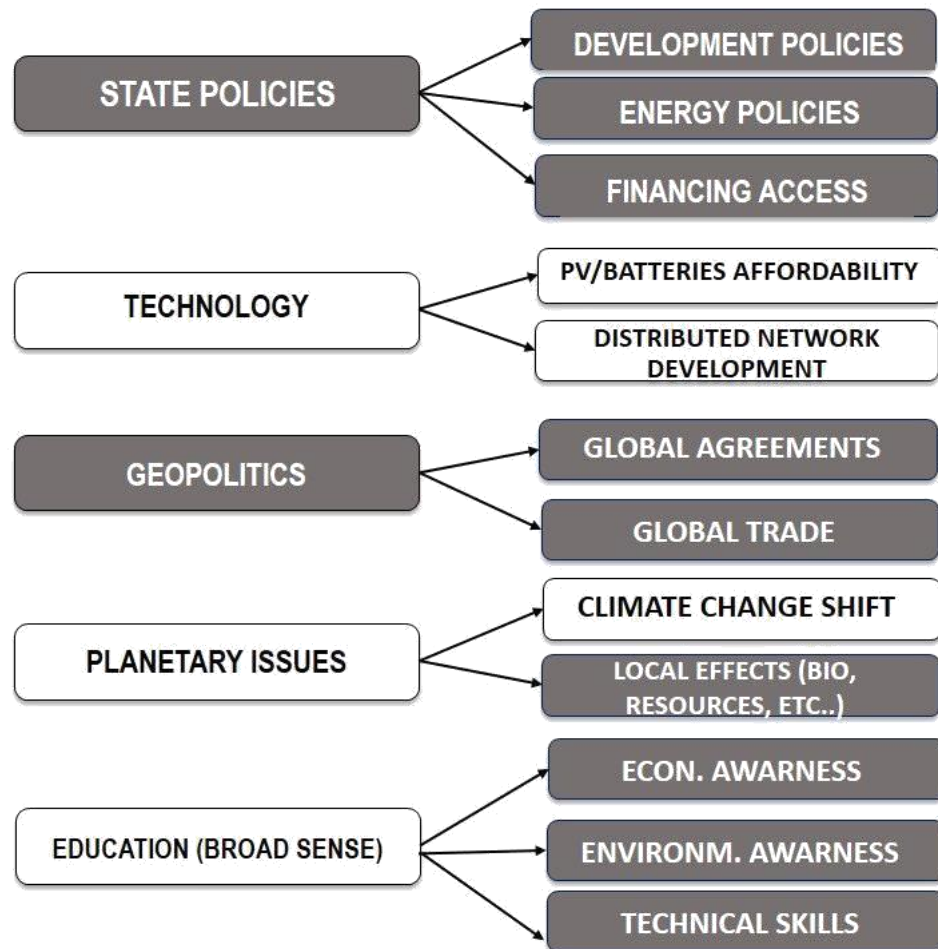 STATE POLICIES
DEVELOPMENT POLICIES
ENERGY POLICIES
FINANCING ACCESS
TECHNOLOGY
PV/BATTERIES AFFORDABILITY
DISTRIBUTED NETWORK
DEVELOPMENT
GEOPOLITICS
GLOBAL AGREEMENTS
GLOBAL TRADE
PLANETARY ISSUES
CLIMATE CHANGE SHIFT
LOCAL EFFECTS (BIO,
RESOURCES, ETC..)
EDUCATION (BROAD SENSE)
ECON. AWARNESS
ENVIRONM. AWARNESS
TECHNICAL SKILLS